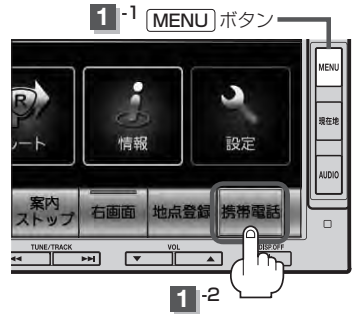 1-1 MENU ボタン
MENU
現在地
AUDIO
R
ート
情報
設定
案内
ストップ
右画面
地点登録
携帯電話
TUNE/TRACK
VOL
DISP.OFF
1-2